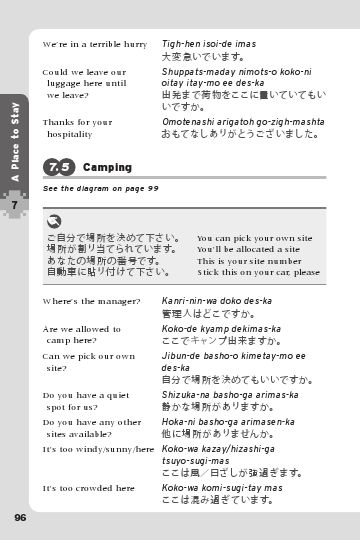 We're in a terrible hurry
Tigh-hen isoi-de imas
大変急いでいます。
Could we leave our
luggage here until
we leave?
Shuppats-maday nimots-o koko-ni
oitay itay-mo ee des-ka
出発まで荷物をここに置いていてもい
いですか。
Thanks for your
hospitality
Omotenashi arigatoh go-zigh-mashta
おもてなしありがとうございました。
7.5 Camping
See the diagram on page 99
ご自分で場所を決めて下さい。
You can pick your own site
場所が割り当てられています。
You'll be allocated a site
あなたの場所の番号です。
This is your site number
自動車に貼り付けて下さい。
Stick this on your car, please
Where's the manager?
Kanri-nin-wa doko des-ka
管理人はどこですか。
Are we allowed to
camp here?
Koko-de kyamp dekimas-ka
ここでキャンプ出来ますか。
Can we pick our own
site?
Jibun-de basho-o kimetay-mo ee
des-ka
自分で場所を決めてもいいですか。
Do you have a quiet
spot for us?
Shizuka-na basho-ga arimas-ka
静かな場所がありますか。
Do you have any other
sites available?
Hoka-ni basho-ga arimasen-ka
他に場所がありませんか。
It's too windy/sunny/here
Koko-wa kazay/hizashi-ga
tsuyo-sugi-mas
ここは風／日ざしが強過ぎます。
It's too crowded here
Koko-wa komi-sugi-tay mas
ここは混み過ぎています。
A Place to Stay
7
96